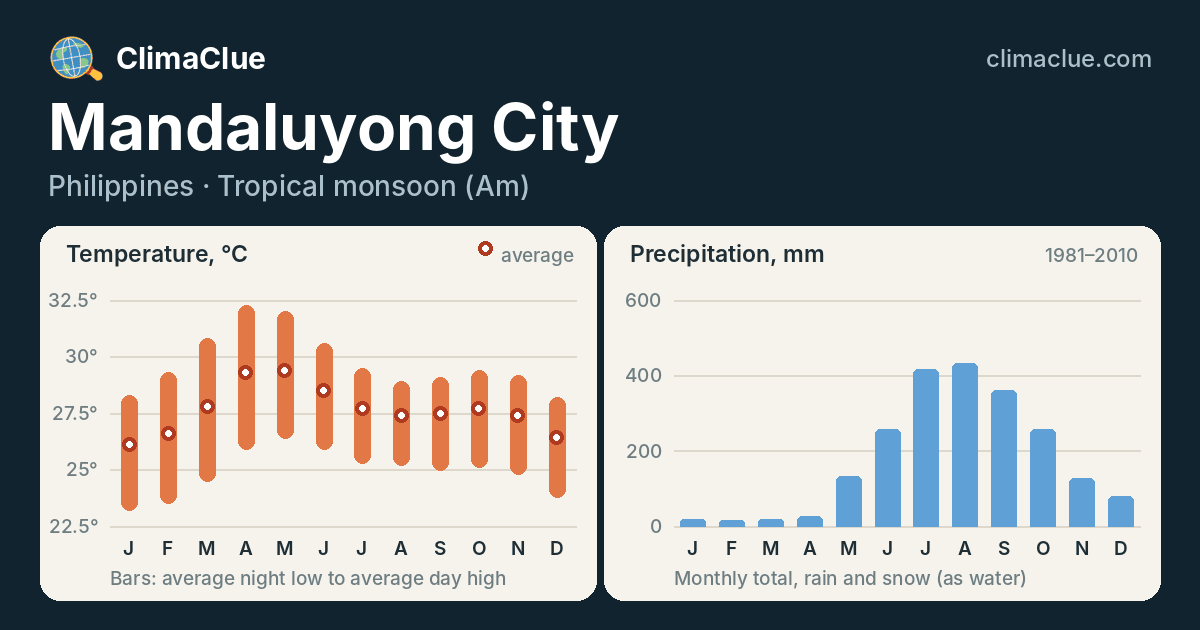 ClimaClue
climaclue.com
Mandaluyong City
Philippines · Tropical monsoon (Am)
Temperature, °C
average
32.5°
30°
27.5°
25°
22.5°
J F M A M J J A S O N D
Bars: average night low to average day high
Precipitation, mm
1981–2010
600
400
200
0
J F M A M J J A S O N D
Monthly total, rain and snow (as water)